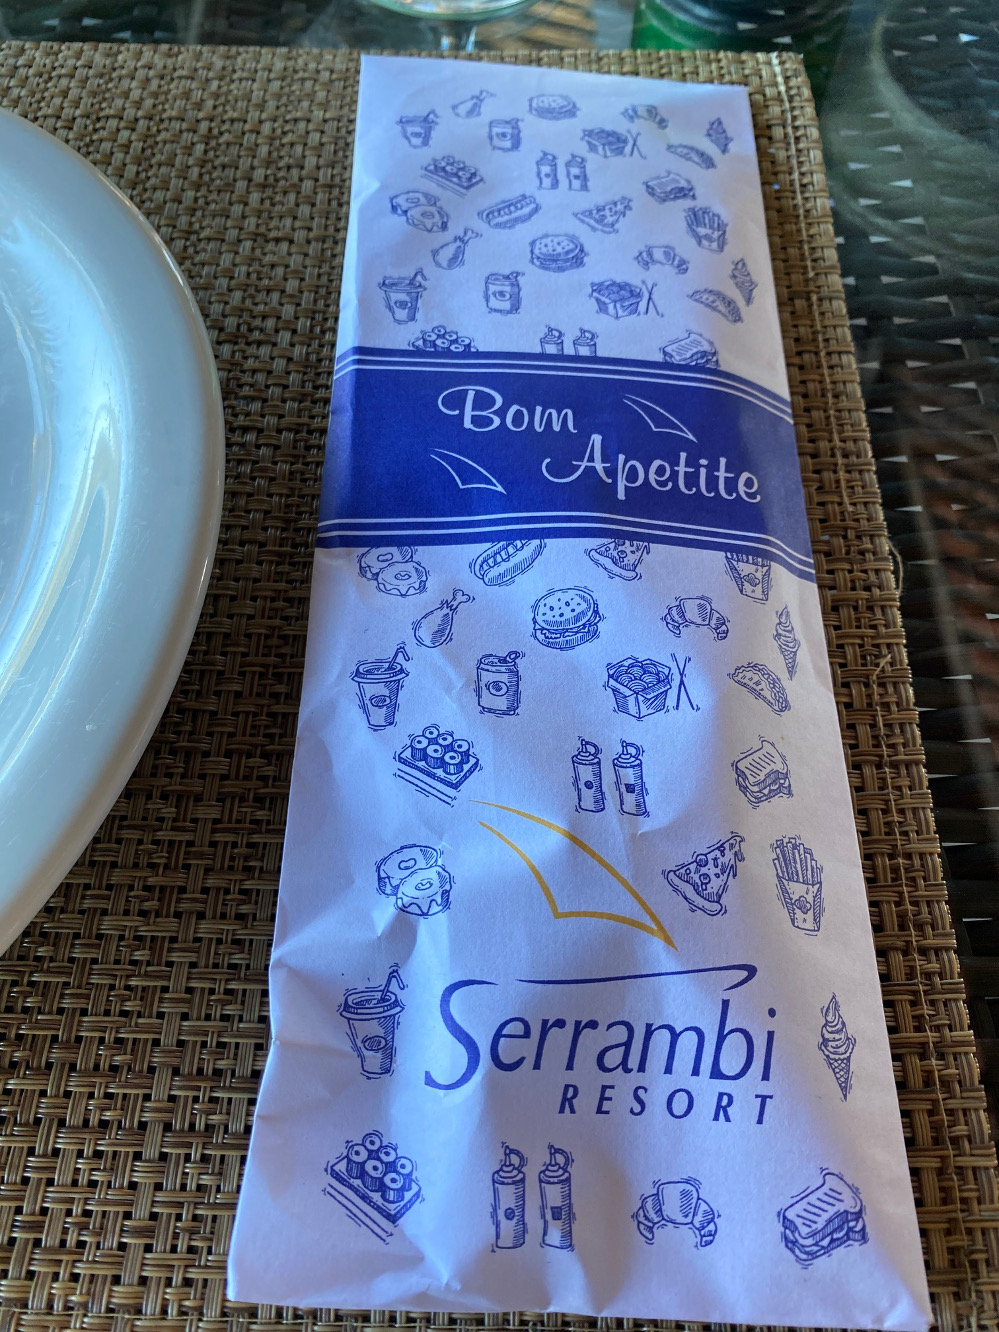 Bom
Apetite
Serrambi
RESORT